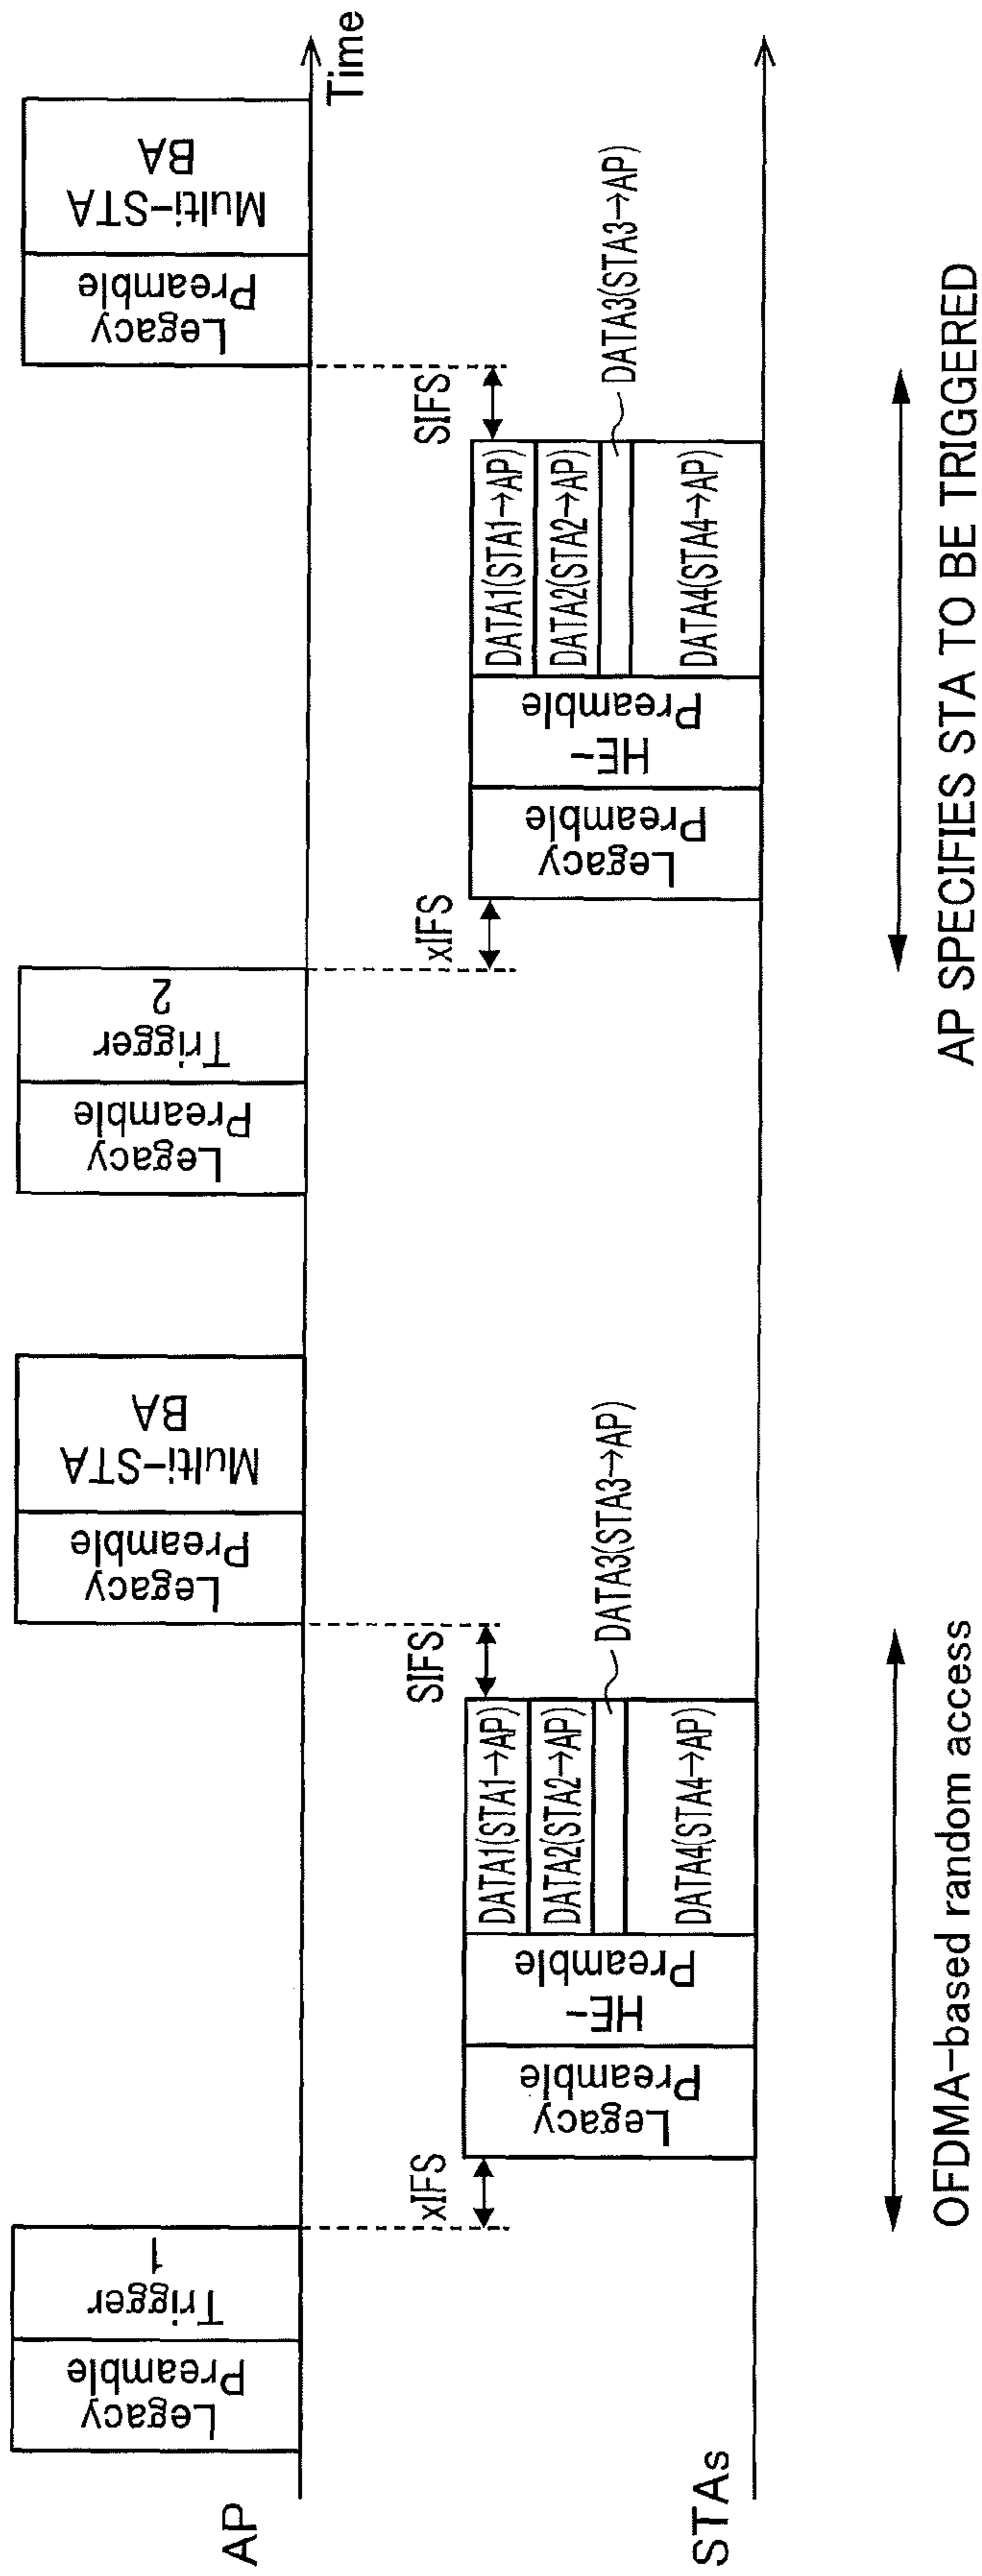 AP
Legacy
Preamble
Trigger
1
Legacy
Preamble
Multi-STA
BA
Legacy
Preamble
Trigger
2
Legacy
Preamble
Multi-STA
BA
Time
xIFS
SIFS
xIFS
SIFS
STAs
Legacy
Preamble
HE-
Preamble
DATA1(STA1→AP)
DATA2(STA2→AP)
DATA3(STA3→AP)
DATA4(STA4→AP)
Legacy
Preamble
HE-
Preamble
DATA1(STA1→AP)
DATA2(STA2→AP)
DATA3(STA3→AP)
DATA4(STA4→AP)
OFDMA-based random access
AP SPECIFIES STA TO BE TRIGGERED